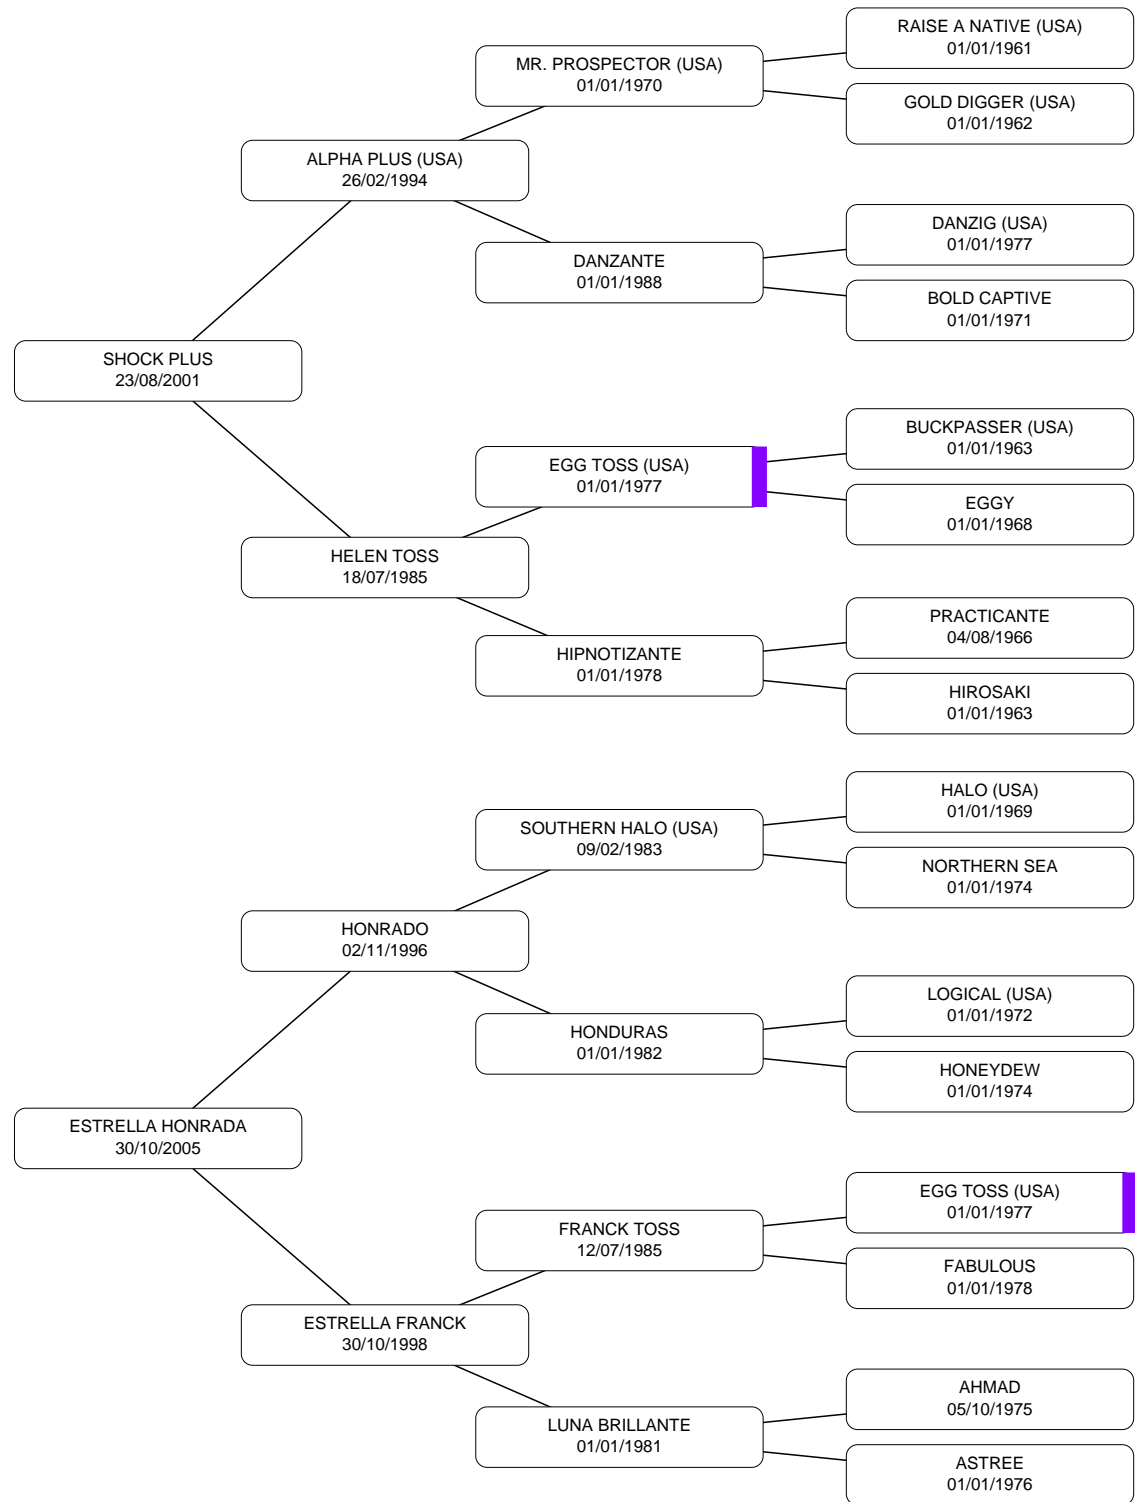 RAISE A NATIVE (USA)
01/01/1961
MR. PROSPECTOR (USA)
01/01/1970
GOLD DIGGER (USA)
01/01/1962
ALPHA PLUS (USA)
26/02/1994
DANZIG (USA)
01/01/1977
DANZANTE
01/01/1988
BOLD CAPTIVE
01/01/1971
SHOCK PLUS
23/08/2001
BUCKPASSER (USA)
01/01/1963
EGG TOSS (USA)
01/01/1977
EGGY
01/01/1968
HELEN TOSS
18/07/1985
PRACTICANTE
04/08/1966
HIPNOTIZANTE
01/01/1978
HIROSAKI
01/01/1963
HALO (USA)
01/01/1969
SOUTHERN HALO (USA)
09/02/1983
NORTHERN SEA
01/01/1974
HONRADO
02/11/1996
LOGICAL (USA)
01/01/1972
HONDURAS
01/01/1982
HONEYDEW
01/01/1974
ESTRELLA HONRADA
30/10/2005
EGG TOSS (USA)
01/01/1977
FRANCK TOSS
12/07/1985
FABULOUS
01/01/1978
ESTRELLA FRANCK
30/10/1998
AHMAD
05/10/1975
LUNA BRILLANTE
01/01/1981
ASTREE
01/01/1976